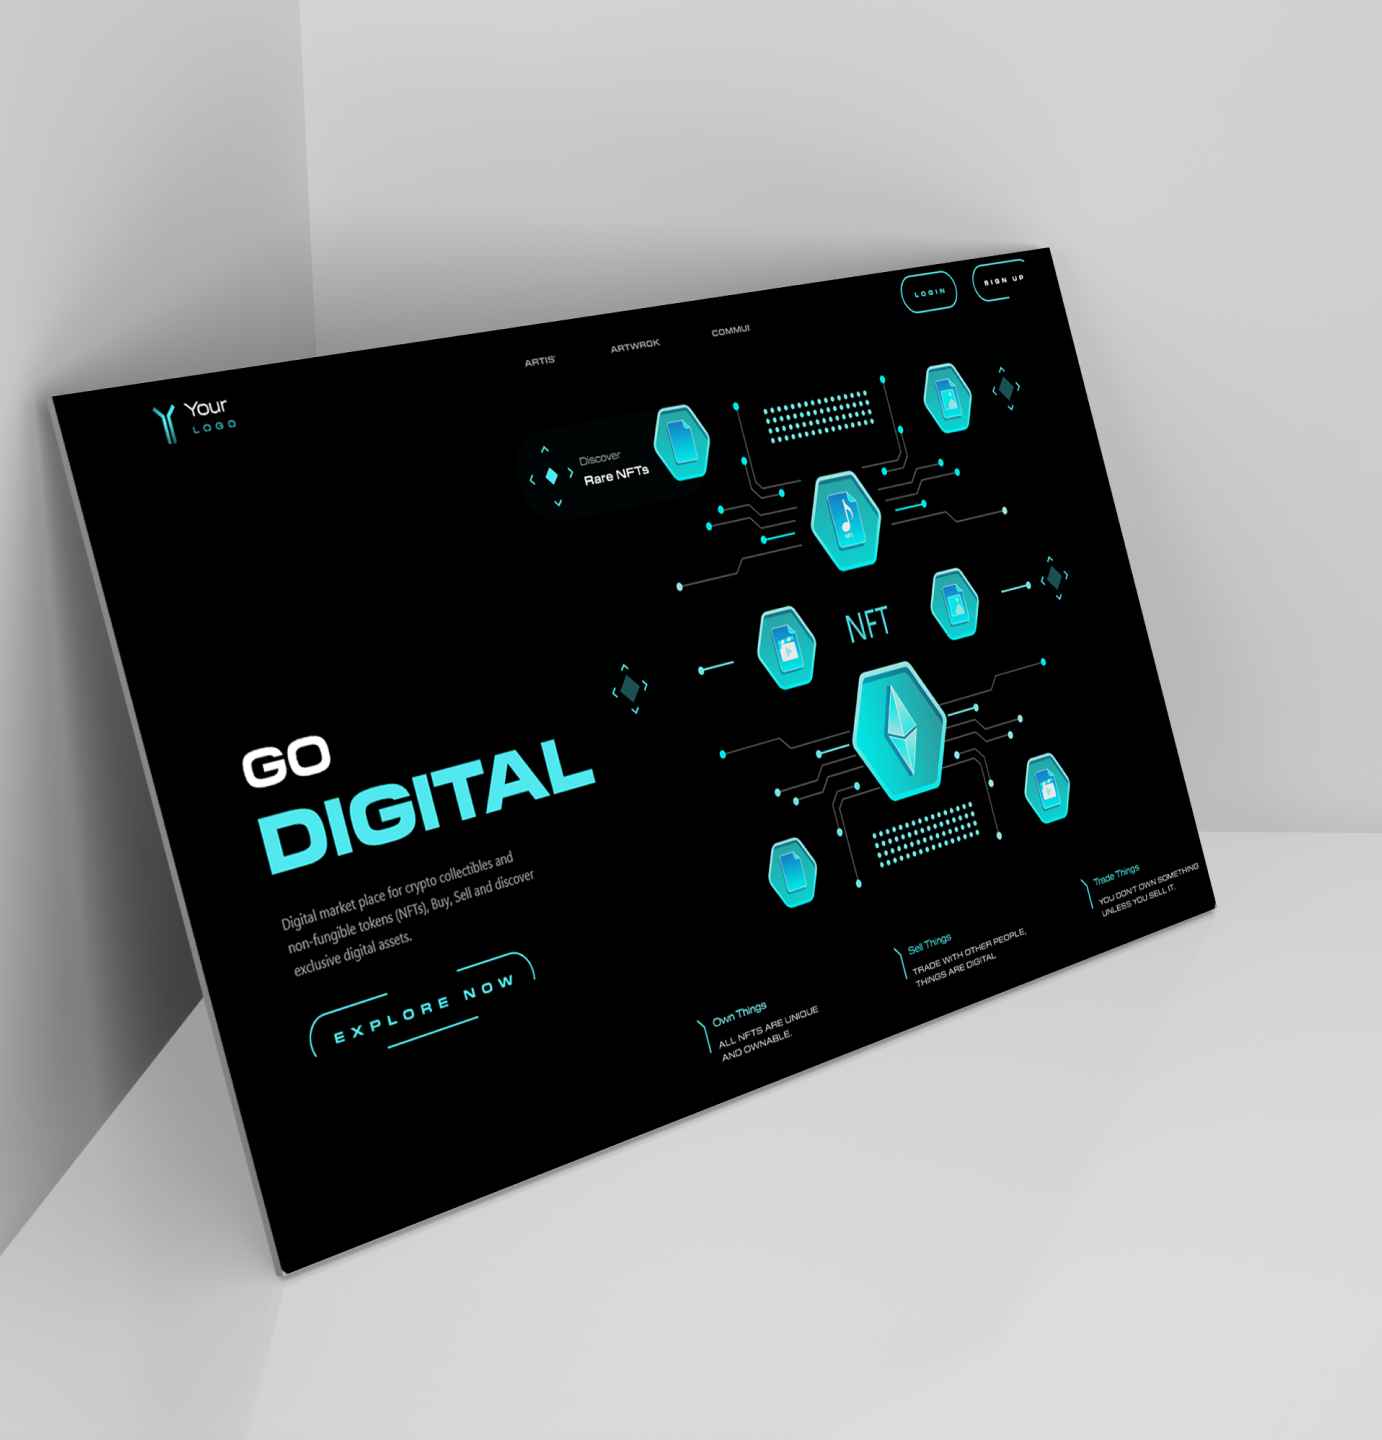 LOGIN
SIGN UP
ARTIS'
ARTWROK
COMMUI
Your
LOGO
Discover
Rare NFTs
NFT
GO
DIGITAL
Digital market place for crypto collectibles and
non-fungible tokens (NFTs), Buy, Sell and discover
exclusive digital assets.
EXPLORE NOW
Own Things
ALL NFTS ARE UNIQUE
AND OWNABLE.
Sell Things
TRADE WITH OTHER PEOPLE,
THINGS ARE DIGITAL
Trade Things
YOU DON'T OWN SOMETHING
UNLESS YOU SELL IT.